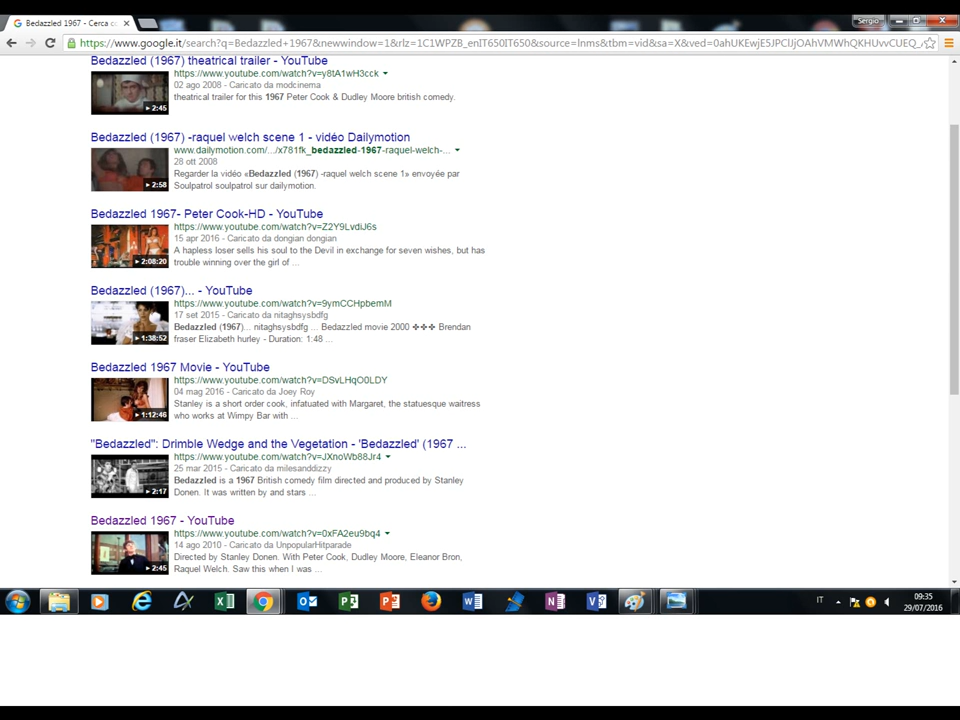 Bedazzled 1967 - Cerca co
Sergio
https://www.google.it/search?q=Bedazzled+1967&newwindow=1&rlz=1C1WPZB_enIT650IT650&source=lnms&tbm=vid&sa=X&ved=0ahUKEwjE5JPClJjOAhVMWhQKHUvvCUEQ_A
Bedazzled (1967) theatrical trailer - YouTube
https://www.youtube.com/watch?v=y8tA1wH3cck
02 ago 2008 - Caricato da modcinema
theatrical trailer for this 1967 Peter Cook & Dudley Moore british comedy.
2:45
Bedazzled (1967) -raquel welch scene 1 - vidéo Dailymotion
www.dailymotion.com/.../x781fk_bedazzled-1967-raquel-welch-...
28 ott 2008
Regarder la vidéo «Bedazzled (1967) -raquel welch scene 1» envoyée par
Soulpatrol soulpatrol sur dailymotion.
2:58
Bedazzled 1967- Peter Cook-HD - YouTube
https://www.youtube.com/watch?v=Z2Y9LvdiJ6s
15 apr 2016 - Caricato da dongian dongian
A hapless loser sells his soul to the Devil in exchange for seven wishes, but has
trouble winning over the girl of ...
2:08:20
Bedazzled (1967)... - YouTube
https://www.youtube.com/watch?v=9ymCCHpbemM
17 set 2015 - Caricato da nitaghsysbdfg
Bedazzled (1967)... nitaghsysbdfg ... Bedazzled movie 2000 ✤✤✤ Brendan
fraser Elizabeth hurley - Duration: 1:48 ...
1:38:52
Bedazzled 1967 Movie - YouTube
https://www.youtube.com/watch?v=DSvLHqO0LDY
04 mag 2016 - Caricato da Joey Roy
Stanley is a short order cook, infatuated with Margaret, the statuesque waitress
who works at Wimpy Bar with ...
1:12:46
"Bedazzled": Drimble Wedge and the Vegetation - 'Bedazzled' (1967 ...
https://www.youtube.com/watch?v=JXnoWb88Jr4
25 mar 2015 - Caricato da milesanddizzy
Bedazzled is a 1967 British comedy film directed and produced by Stanley
Donen. It was written by and stars ...
2:17
Bedazzled 1967 - YouTube
https://www.youtube.com/watch?v=0xFA2eu9bq4
14 ago 2010 - Caricato da UnpopularHitparade
Directed by Stanley Donen. With Peter Cook, Dudley Moore, Eleanor Bron,
Raquel Welch. Saw this when I was ...
2:45
IT
09:35
29/07/2016